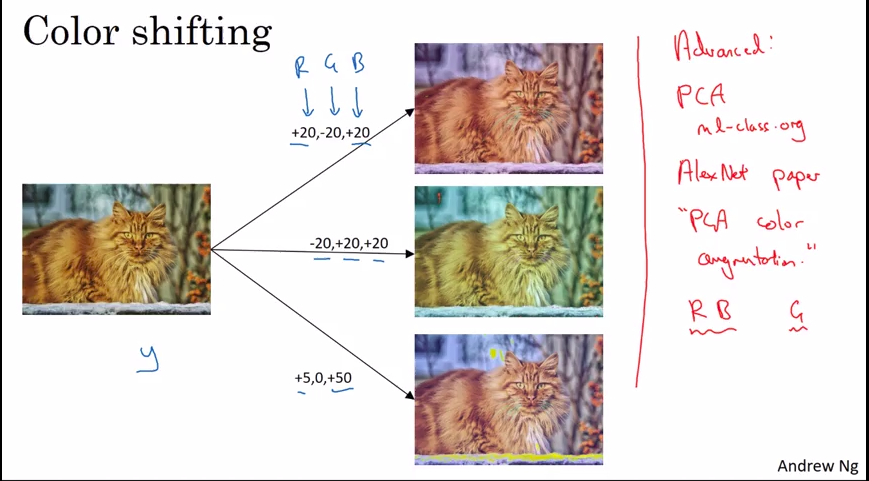 Color shifting
R G B
+20,-20,+20
-20,+20,+20
+5,0,+50
y
Advanced:
PCA
ml-class.org
AlexNet paper
"PCA color
augmentation."
R B G
Andrew Ng